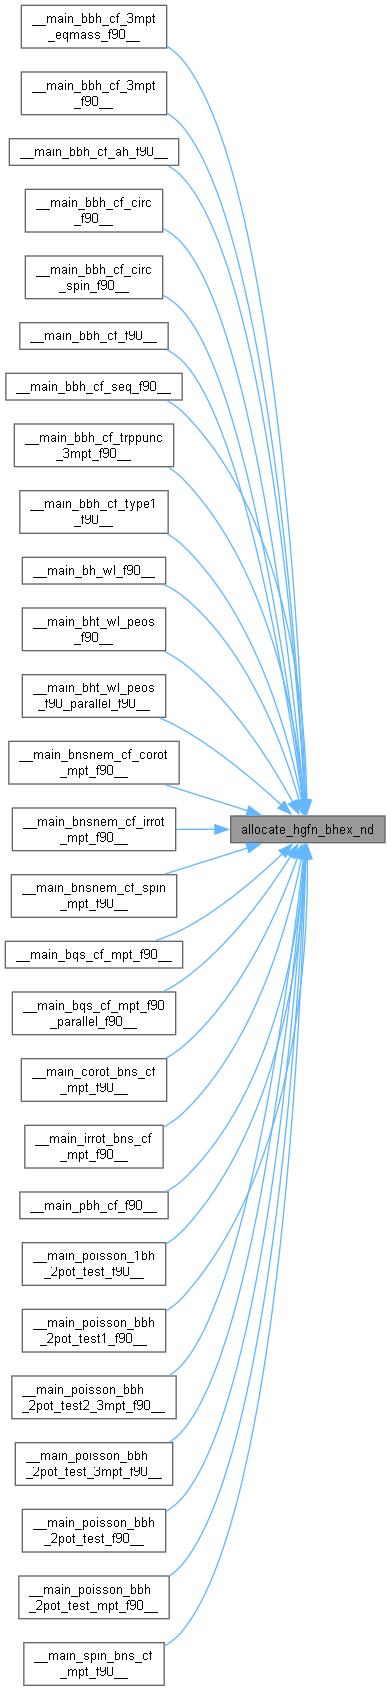 __main_bbh_cf_3mpt
_eqmass_f90__
__main_bbh_cf_3mpt
_f90__
__main_bbh_cf_ah_f90__
__main_bbh_cf_circ
_f90__
__main_bbh_cf_circ
_spin_f90__
__main_bbh_cf_f90__
__main_bbh_cf_seq_f90__
__main_bbh_cf_trppunc
_3mpt_f90__
__main_bbh_cf_type1
_f90__
__main_bh_wl_f90__
__main_bht_wl_peos
_f90__
__main_bht_wl_peos
_f90_parallel_f90__
__main_bnsnem_cf_corot
_mpt_f90__
__main_bnsnem_cf_irrot
_mpt_f90__
allocate_hgfn_bhex_nd
__main_bnsnem_cf_spin
_mpt_f90__
__main_bqs_cf_mpt_f90__
__main_bqs_cf_mpt_f90
_parallel_f90__
__main_corot_bns_cf
_mpt_f90__
__main_irrot_bns_cf
_mpt_f90__
__main_pbh_cf_f90__
__main_poisson_1bh
_2pot_test_f90__
__main_poisson_bbh
_2pot_test1_f90__
__main_poisson_bbh
_2pot_test2_3mpt_f90__
__main_poisson_bbh
_2pot_test_3mpt_f90__
__main_poisson_bbh
_2pot_test_f90__
__main_poisson_bbh
_2pot_test_mpt_f90__
__main_spin_bns_cf
_mpt_f90__